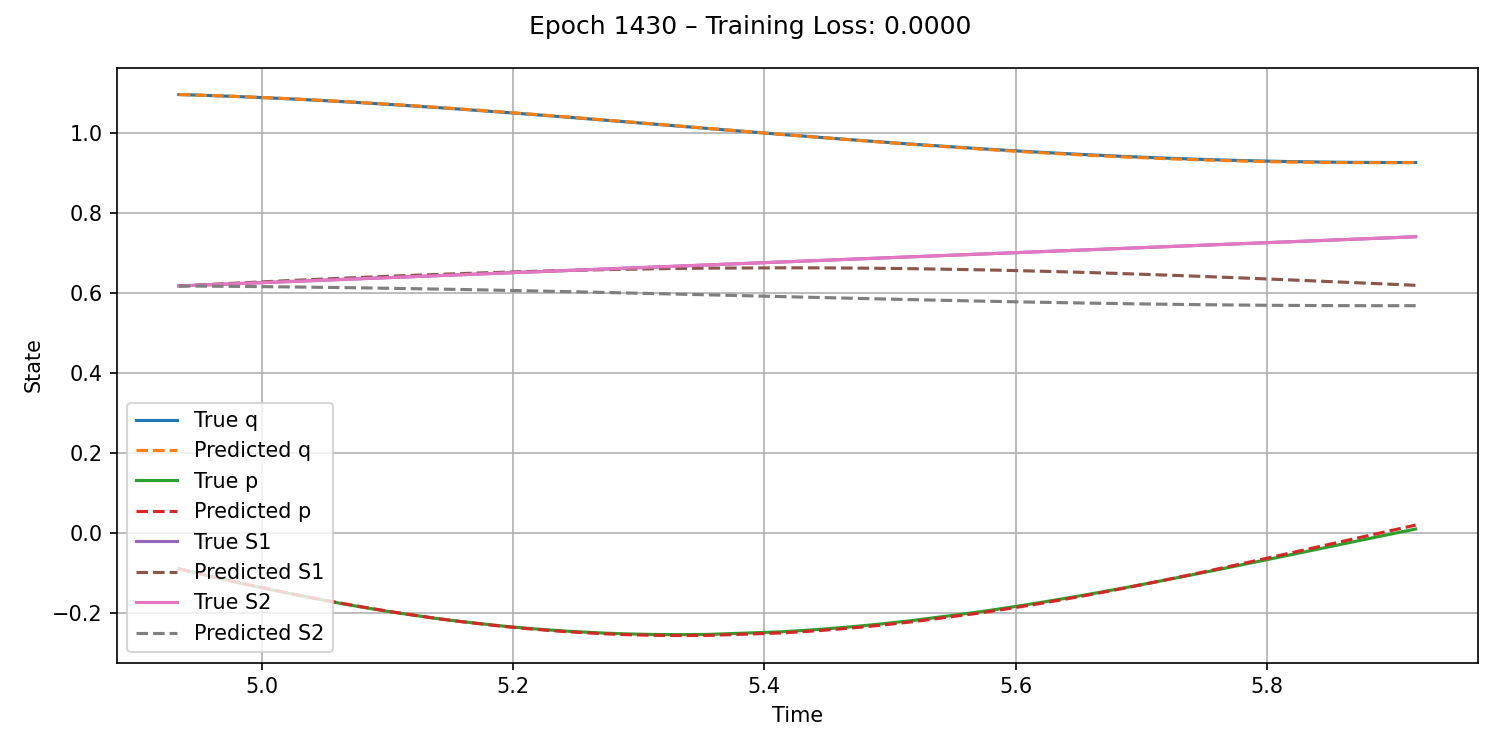 Epoch 1430 – Training Loss: 0.0000
1.0
0.8
0.6
0.4
0.2
0.0
−0.2
State
True q
Predicted q
True p
Predicted p
True S1
Predicted S1
True S2
Predicted S2
5.0 5.2 5.4 5.6 5.8
Time